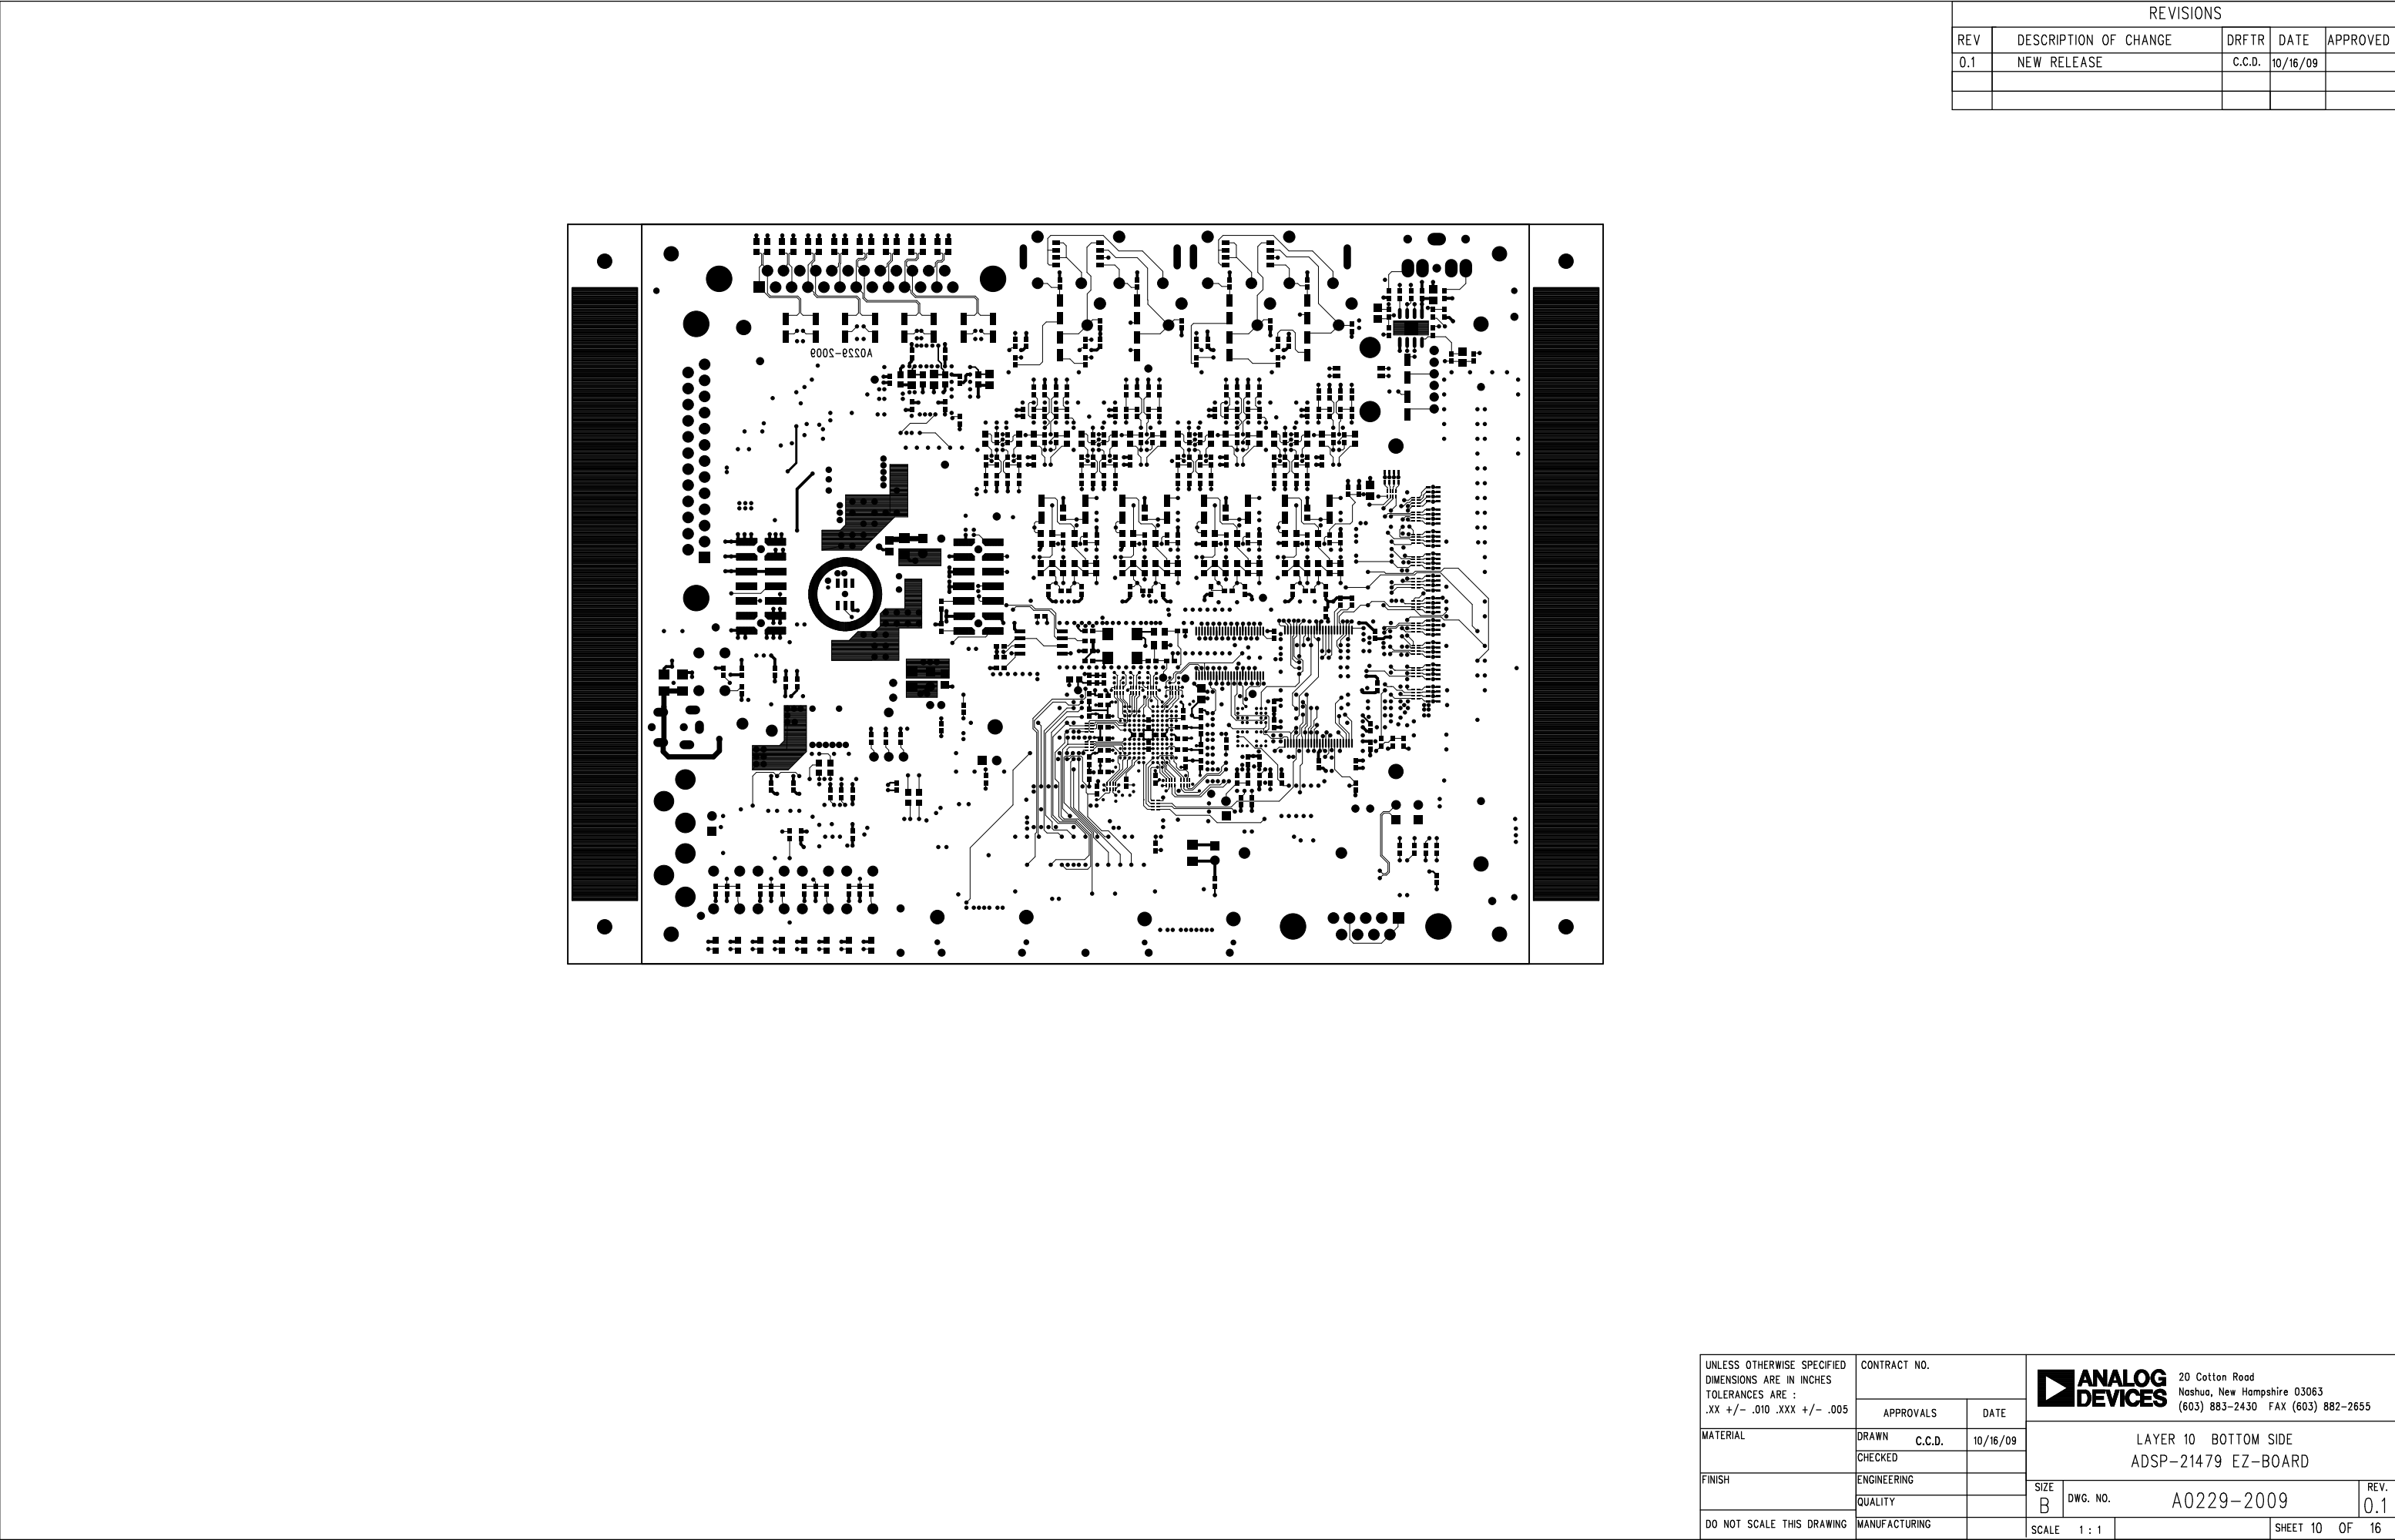 REVISIONS
REV DESCRIPTION OF CHANGE DRFTR DATE APPROVED
0.1 NEW RELEASE C.C.D. 10/16/09
A0229-2009
UNLESS OTHERWISE SPECIFIED
DIMENSIONS ARE IN INCHES
TOLERANCES ARE :
.XX +/- .010 .XXX +/- .005
MATERIAL
FINISH
DO NOT SCALE THIS DRAWING
CONTRACT NO.
APPROVALS DATE
DRAWN C.C.D. 10/16/09
CHECKED
ENGINEERING
QUALITY
MANUFACTURING
ANALOG
DEVICES
20 Cotton Road
Nashua, New Hampshire 03063
(603) 883-2430 FAX (603) 882-2655
LAYER 10 BOTTOM SIDE
ADSP-21479 EZ-BOARD
SIZE
B
DWG. NO. A0229-2009
REV.
0.1
SCALE 1 : 1
SHEET 10 OF 16